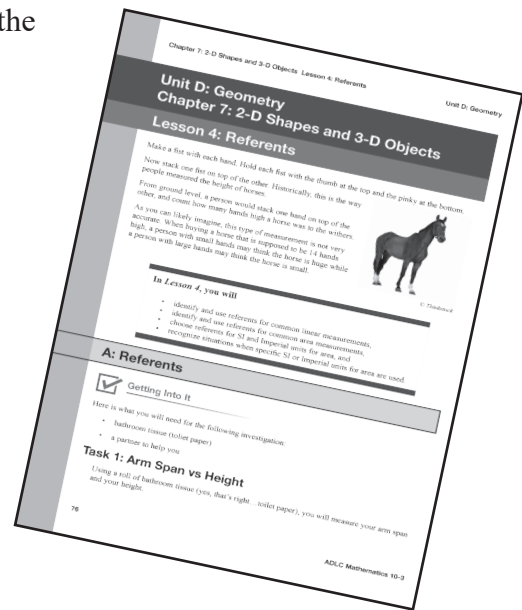 the
Chapter 7: 2-D Shapes and 3-D Objects Lesson 4: Referents
Unit D: Geometry
Unit D: Geometry
Chapter 7: 2-D Shapes and 3-D Objects
Lesson 4: Referents
Make a fist with each hand. Hold each fist with the thumb at the top and the pinky at the bottom.
Now stack one fist on top of the other. Historically, this is the way
people measured the height of horses.
From ground level, a person would stack one hand on top of the
other, and count how many hands high a horse was to the withers.
As you can likely imagine, this type of measurement is not very
accurate. When buying a horse that is supposed to be 14 hands
high, a person with small hands may think the horse is huge while
a person with large hands may think the horse is small.
© Thinkstock
In Lesson 4, you will
• identify and use referents for common linear measurements,
• identify and use referents for common area measurements,
• choose referents for SI and Imperial units for area, and
• recognize situations when specific SI or Imperial units for area are used.
A: Referents
Getting Into It
Here is what you will need for the following investigation:
• bathroom tissue (toilet paper)
• a partner to help you
Task 1: Arm Span vs Height
Using a roll of bathroom tissue (yes, that's right... toilet paper), you will measure your arm span
and your height.
76
ADLC Mathematics 10-3